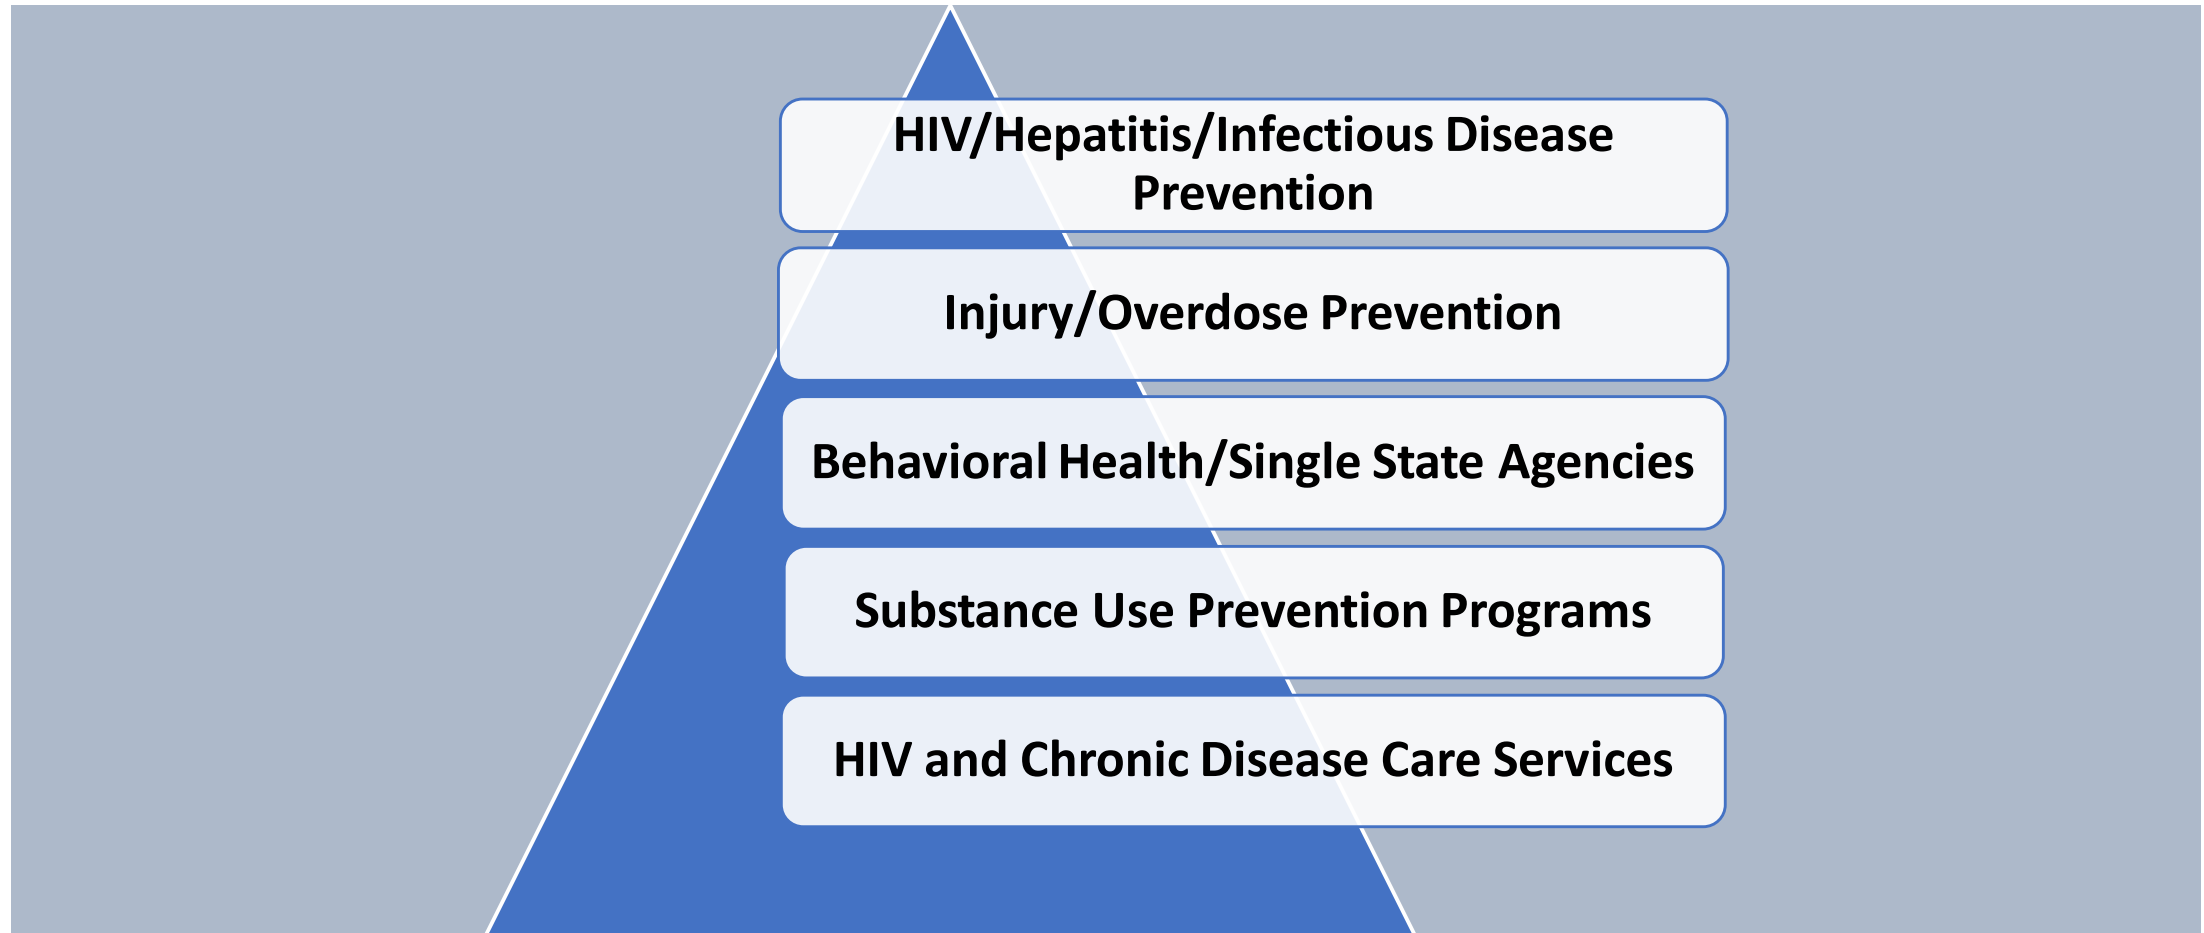 HIV/Hepatitis/Infectious Disease
Prevention
Injury/Overdose Prevention
Behavioral Health/Single State Agencies
Substance Use Prevention Programs
HIV and Chronic Disease Care Services